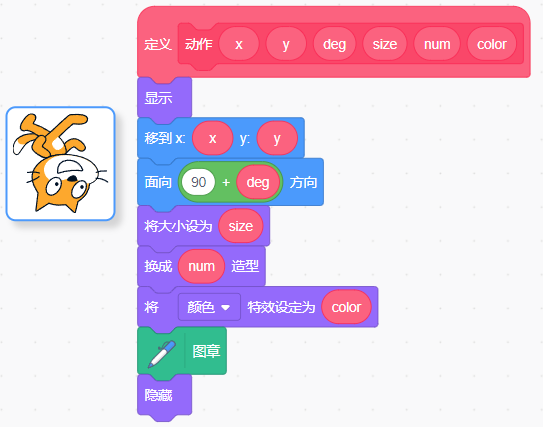 定义 动作 x y deg size num color
显示
移到 x: x y: y
面向 90 + deg 方向
将大小设为 size
换成 num 造型
将 颜色 特效设定为 color
图章
隐藏